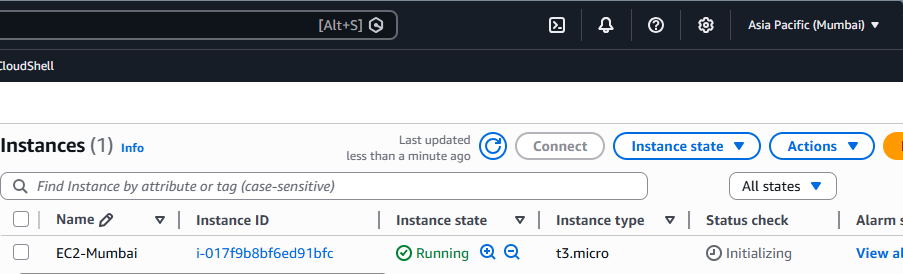 [Alt+S]
Asia Pacific (Mumbai)
CloudShell
Instances (1) Info
Last updated
less than a minute ago
Connect
Instance state
Actions
Find Instance by attribute or tag (case-sensitive)
All states
Name Instance ID Instance state Instance type Status check Alarm s
EC2-Mumbai i-017f9b8bf6ed91bfc Running t3.micro Initializing View al